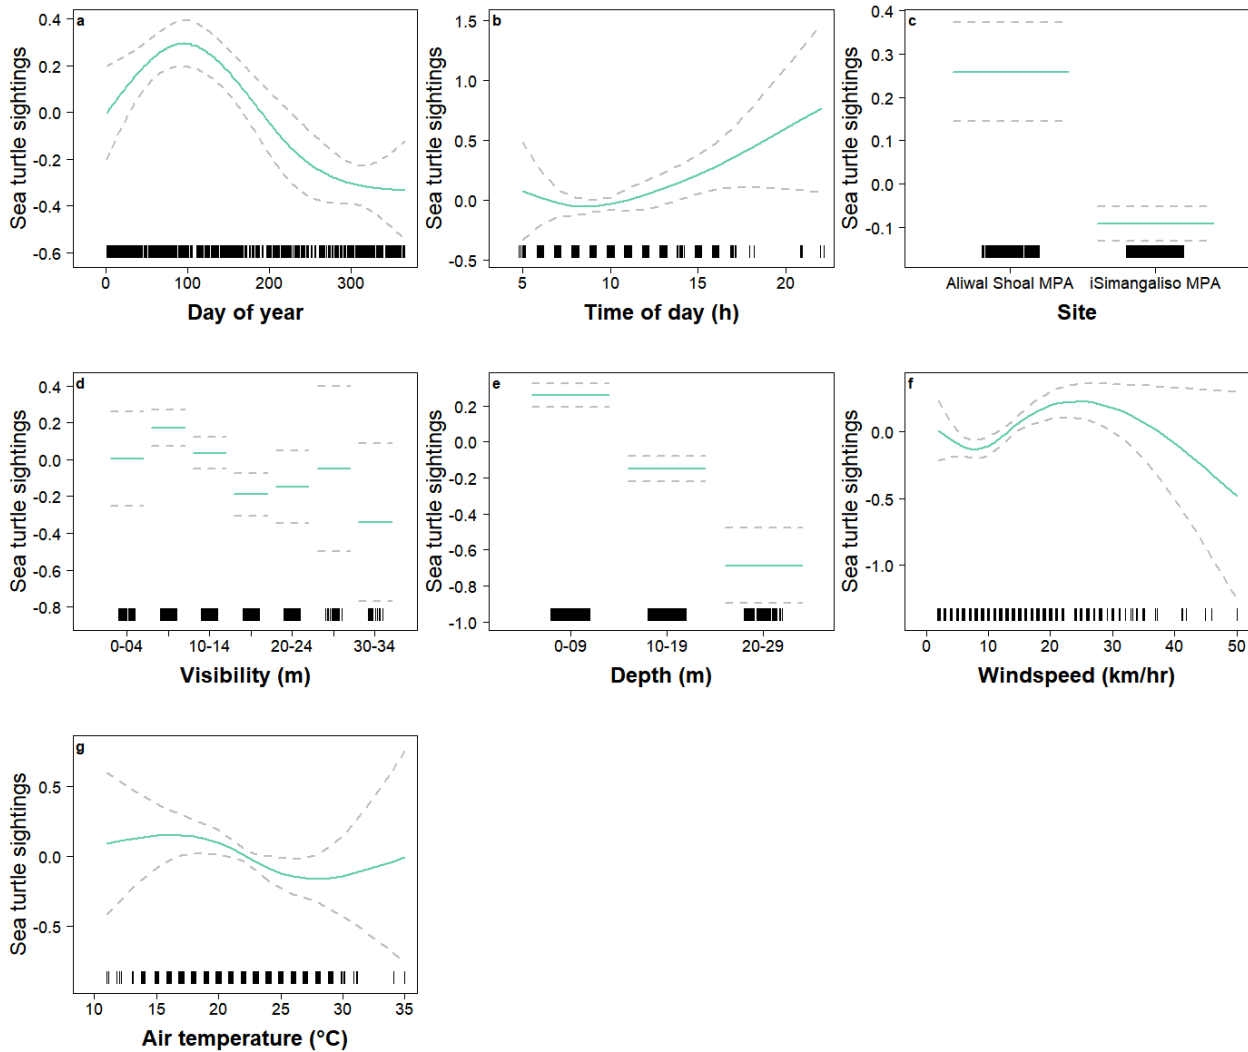 a
Sea turtle sightings
0.4
0.2
0.0
-0.2
-0.4
-0.6
0
100
200
300
Day of year
b
Sea turtle sightings
1.5
1.0
0.5
0.0
-0.5
5
10
15
20
Time of day (h)
c
Sea turtle sightings
0.4
0.3
0.2
0.1
0.0
-0.1
Aliwal Shoal MPA
iSimangaliso MPA
Site
d
Sea turtle sightings
0.4
0.2
0.0
-0.2
-0.4
-0.6
-0.8
0-04
10-14
20-24
30-34
Visibility (m)
e
Sea turtle sightings
0.2
0.0
-0.2
-0.4
-0.6
-0.8
-1.0
0-09
10-19
20-29
Depth (m)
f
Sea turtle sightings
0.0
-0.5
-1.0
0
10
20
30
40
50
Windspeed (km/hr)
g
Sea turtle sightings
0.5
0.0
-0.5
10
15
20
25
30
35
Air temperature (°C)